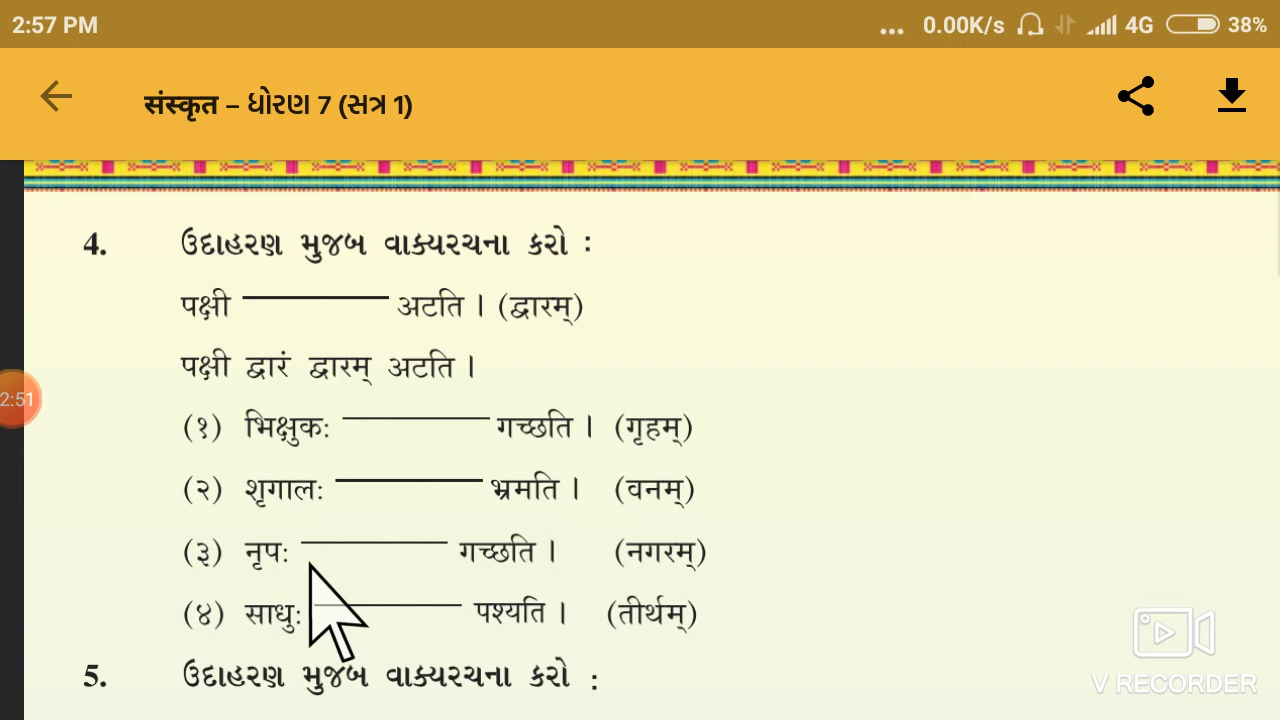 2:57 PM ... 0.00K/s 4G 38%
संस्कृत – ધોરણ 7 (સત્ર 1)
4. ઉદાહરણ મુજબ વાક્યરચના કરો :
पक्षी ———— अटति । (द्वारम्)
पक्षी द्वारं द्वारम् अटति ।
2:51
(१) भिक्षुकः ———— गच्छति । (गृहम्)
(२) शृगालः ———— भ्रमति । (वनम्)
(३) नृपः ———— गच्छति । (नगरम्)
(४) साधुः ———— पश्यति । (तीर्थम्)
5. ઉદાહરણ મુજબ વાક્યરચના કરો :
V RECORDER